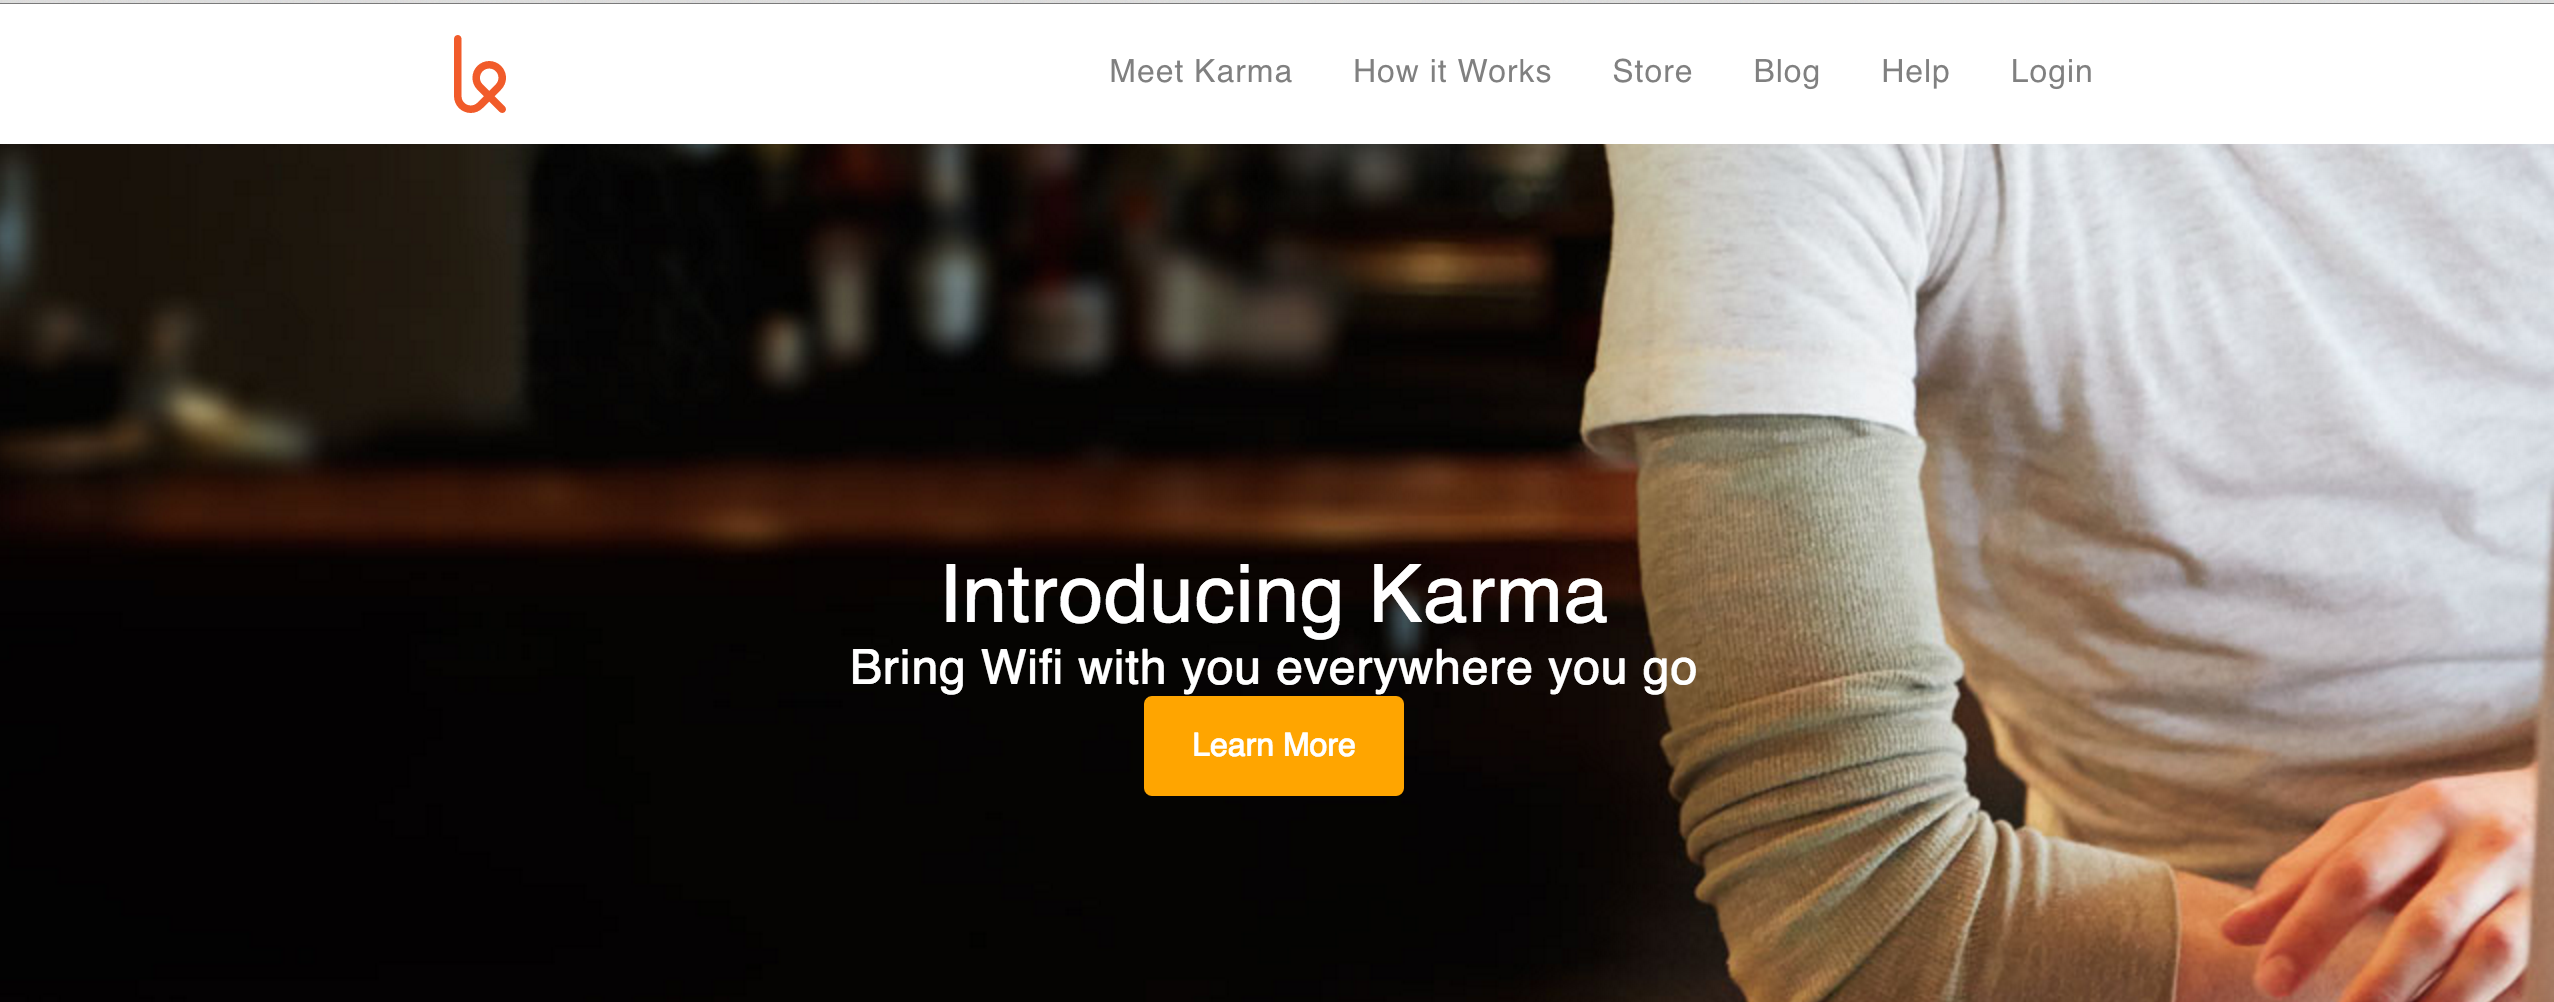 Meet Karma How it Works Store Blog Help Login
Introducing Karma
Bring Wifi with you everywhere you go
Learn More